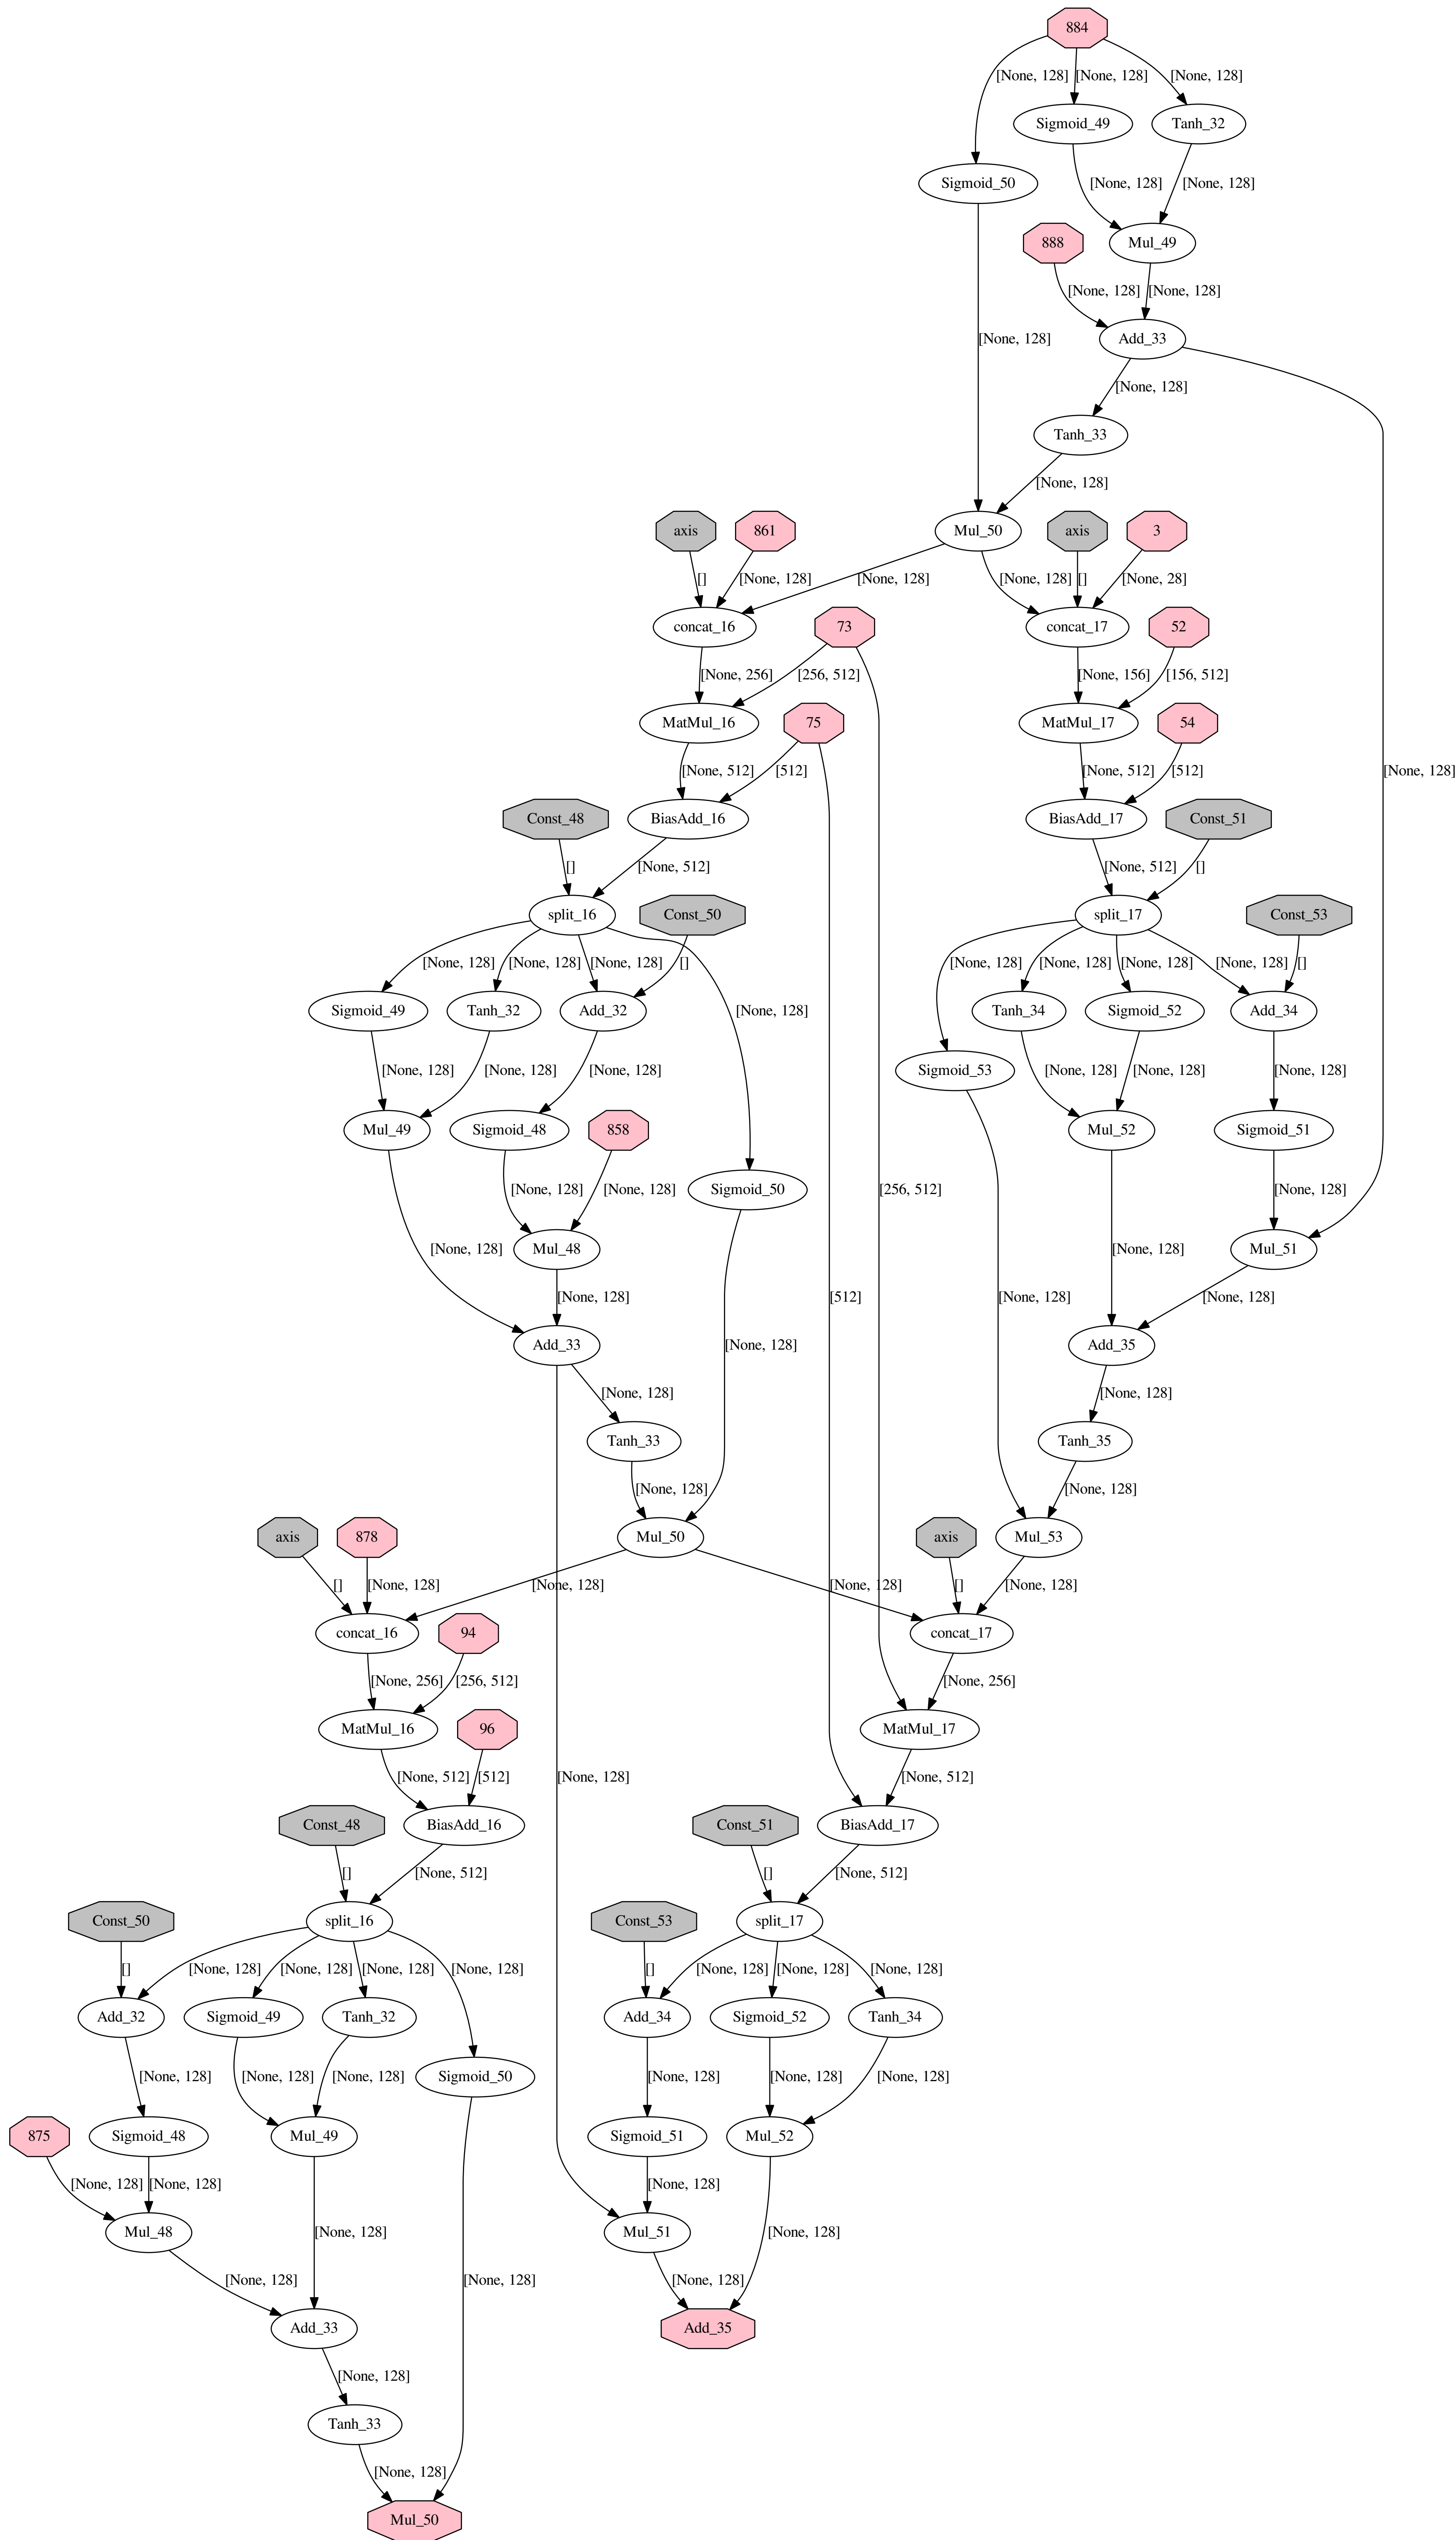 884
[None, 128] [None, 128] [None, 128]
Sigmoid_49 Tanh_32
Sigmoid_50 [None, 128] [None, 128]
888 Mul_49
[None, 128] [None, 128]
[None, 128] Add_33
[None, 128]
Tanh_33
[None, 128]
axis 861 Mul_50 axis 3
[] [None, 128] [None, 128] [None, 128] [] [None, 28]
concat_16 73 concat_17 52
[None, 256] [256, 512] [None, 156] [156, 512]
MatMul_16 75 MatMul_17 54
[None, 512] [512] [None, 512] [512] [None, 128]
Const_48 BiasAdd_16 BiasAdd_17 Const_51
[] [None, 512] [None, 512] []
split_16 Const_50 split_17 Const_53
[None, 128] [None, 128] [None, 128] [] [None, 128] [None, 128] [None, 128] [None, 128] []
Sigmoid_49 Tanh_32 Add_32 [None, 128] Tanh_34 Sigmoid_52 Add_34
[None, 128] [None, 128] [None, 128] Sigmoid_53 [None, 128] [None, 128] [None, 128]
Mul_49 Sigmoid_48 858 Mul_52 Sigmoid_51
[None, 128] [None, 128] Sigmoid_50 [256, 512] [None, 128]
[None, 128] Mul_48 [None, 128] Mul_51
[None, 128] [512] [None, 128] [None, 128]
Add_33 [None, 128] Add_35
[None, 128] [None, 128]
Tanh_33 Tanh_35
[None, 128] [None, 128]
axis 878 Mul_50 axis Mul_53
[] [None, 128] [None, 128] [None, 128] [] [None, 128]
concat_16 94 concat_17
[None, 256] [256, 512] [None, 256]
MatMul_16 96 MatMul_17
[None, 512] [512] [None, 128] [None, 512]
Const_48 BiasAdd_16 Const_51 BiasAdd_17
[] [None, 512] [] [None, 512]
Const_50 split_16 Const_53 split_17
[] [None, 128] [None, 128] [None, 128] [None, 128] [] [None, 128] [None, 128] [None, 128]
Add_32 Sigmoid_49 Tanh_32 Add_34 Sigmoid_52 Tanh_34
[None, 128] [None, 128] [None, 128] Sigmoid_50 [None, 128] [None, 128] [None, 128]
875 Sigmoid_48 Mul_49 Sigmoid_51 Mul_52
[None, 128] [None, 128] [None, 128]
Mul_48 [None, 128] Mul_51 [None, 128]
[None, 128] [None, 128] [None, 128]
Add_33 Add_35
[None, 128]
Tanh_33
[None, 128]
Mul_50